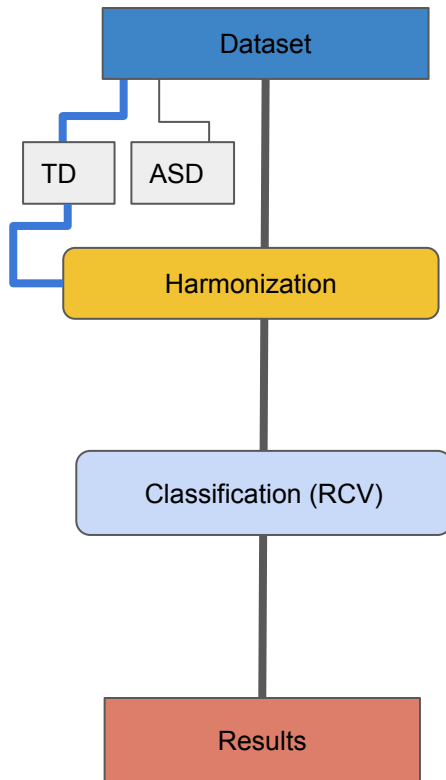 Dataset
TD
ASD
Harmonization
Classification (RCV)
Results